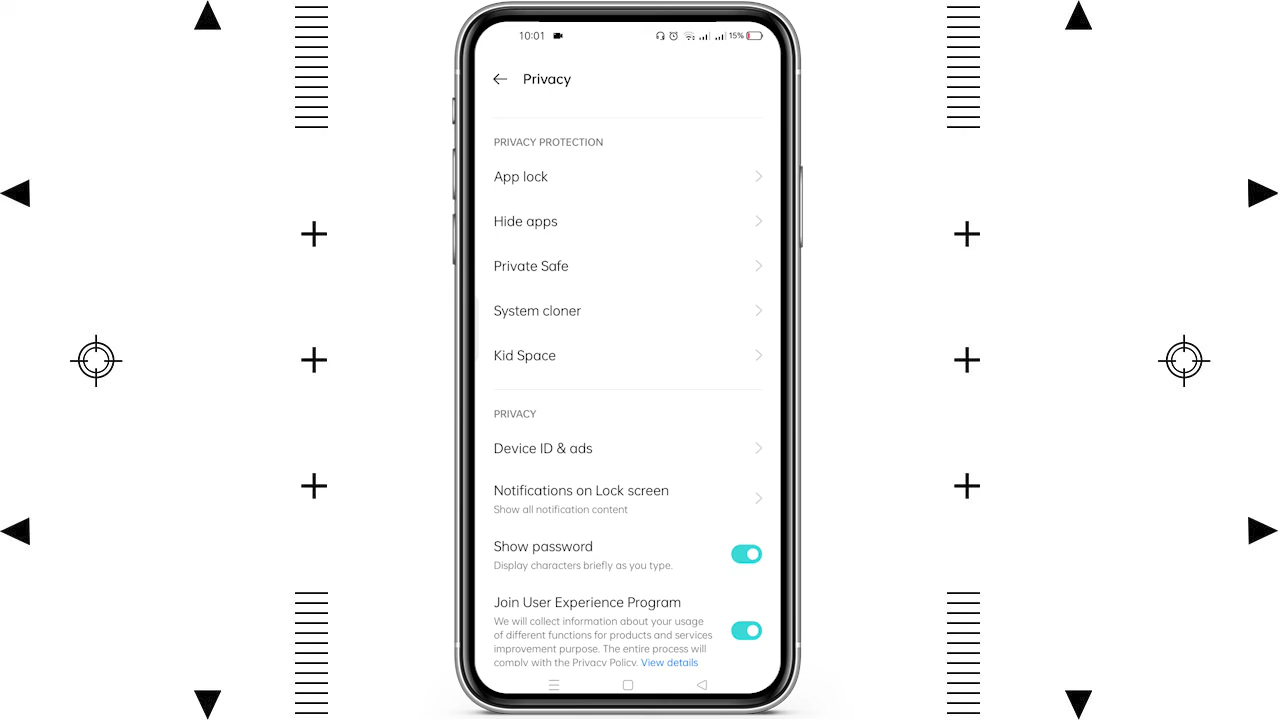 10:01 15%
Privacy
PRIVACY PROTECTION
App lock
Hide apps
Private Safe
System cloner
Kid Space
PRIVACY
Device ID & ads
Notifications on Lock screen
Show all notification content
Show password
Display characters briefly as you type.
Join User Experience Program
We will collect information about your usage
of different functions for products and services
improvement purpose. The entire process will
comply with the Privacy Policy. View details